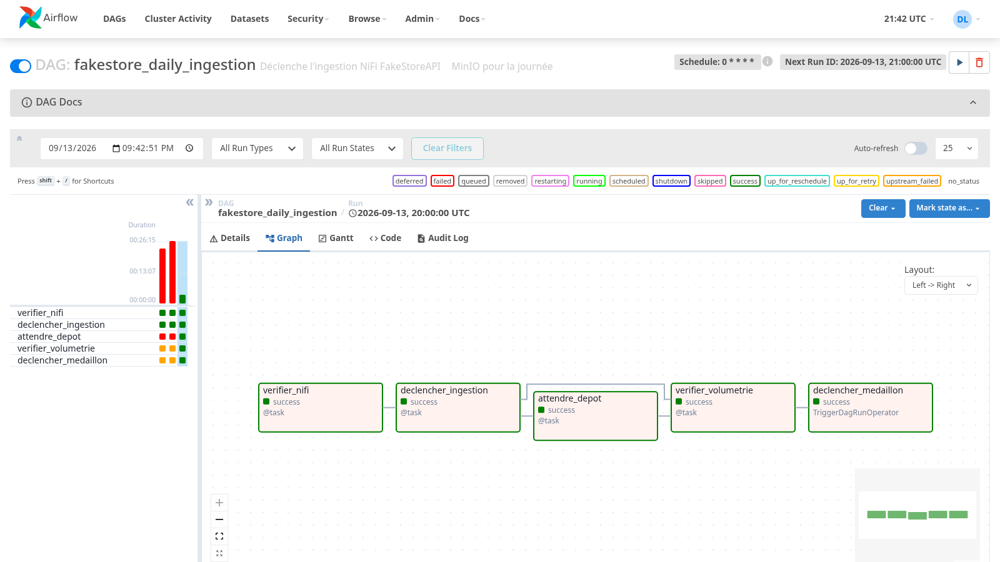 Airflow
DAGs
Cluster Activity
Datasets
Security
Browse
Admin
Docs
21:42 UTC
DL
DAG: fakestore_daily_ingestion Déclenche l'ingestion NiFi FakeStoreAPI MinIO pour la journée
Schedule: 0 * * * *
Next Run ID: 2026-09-13, 21:00:00 UTC
DAG Docs
09/13/2026 09:42:51 PM
All Run Types
All Run States
Clear Filters
Auto-refresh
25
Press shift + / for Shortcuts
deferred
failed
queued
removed
restarting
running
scheduled
shutdown
skipped
success
up_for_reschedule
up_for_retry
upstream_failed
no_status
Duration
00:26:15
00:13:07
00:00:00
verifier_nifi
declencher_ingestion
attendre_depot
verifier_volumetrie
declencher_medaillon
DAG
fakestore_daily_ingestion
/
Run
2026-09-13, 20:00:00 UTC
Clear
Mark state as...
Details
Graph
Gantt
Code
Audit Log
Layout:
Left -> Right
verifier_nifi
success
@task
declencher_ingestion
success
@task
attendre_depot
success
@task
verifier_volumetrie
success
@task
declencher_medaillon
success
TriggerDagRunOperator